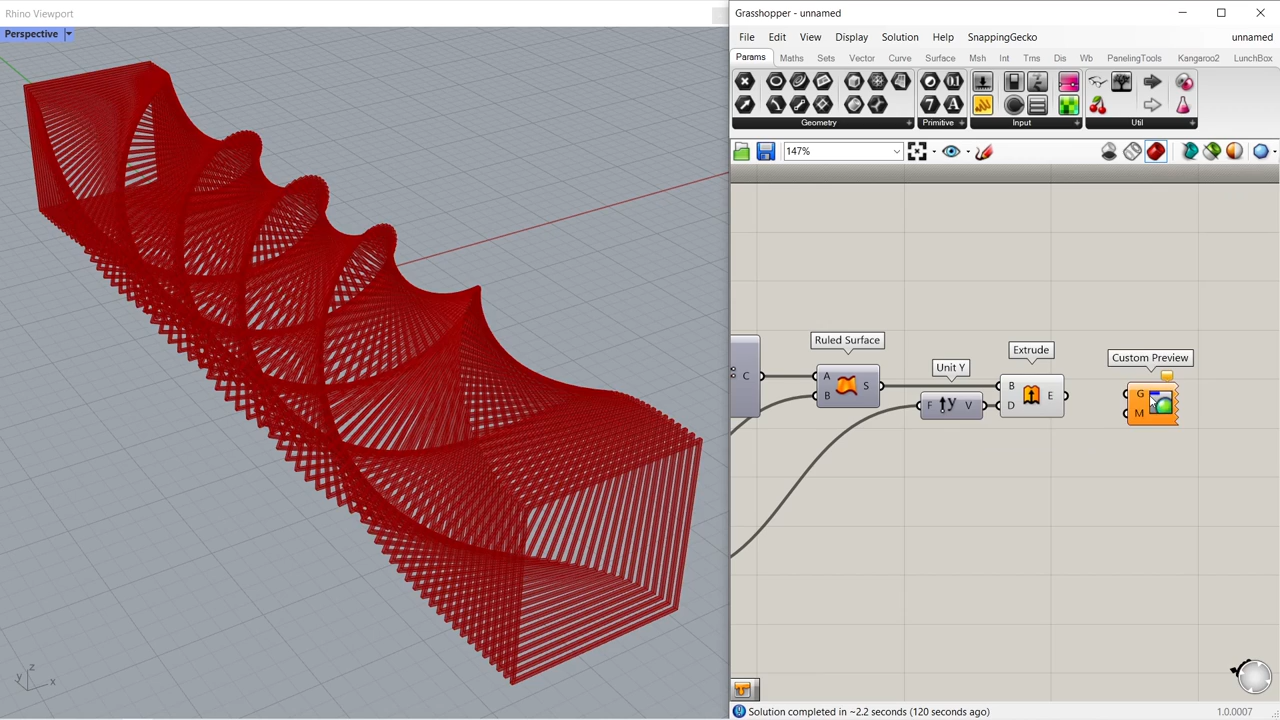 Rhino Viewport
Perspective
z
y
x
Grasshopper - unnamed
File Edit View Display Solution Help SnappingGecko unnamed
Params Maths Sets Vector Curve Surface Msh Int Trns Dis Wb PanelingTools Kangaroo2 LunchBox
Geometry Primitive Input Util
147%
Ruled Surface
C
A
B
S
Unit Y
F y V
Extrude
B
D
E
Custom Preview
G
M
Solution completed in ~2.2 seconds (120 seconds ago) 1.0.0007